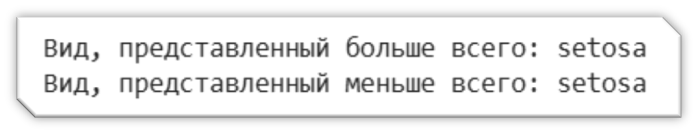 Вид, представленный больше всего: setosa
Вид, представленный меньше всего: setosa